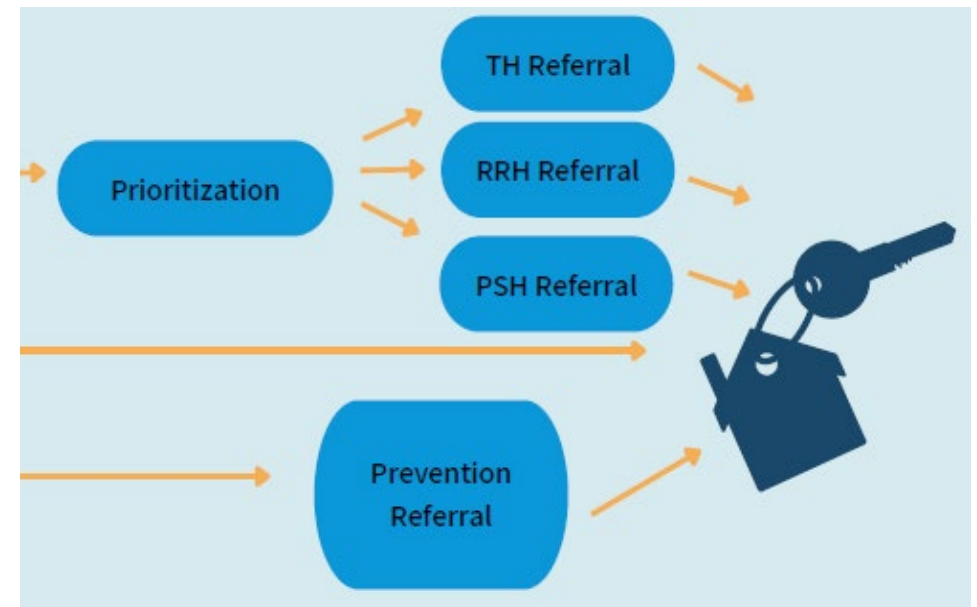 TH Referral
Prioritization
RRH Referral
PSH Referral
Prevention
Referral